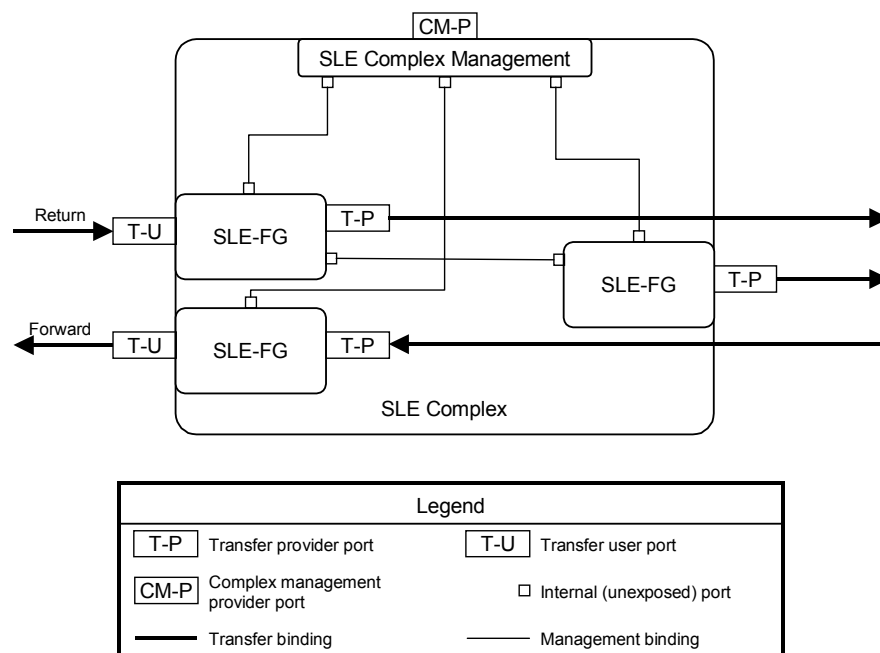 CM-P
SLE Complex Management
Return
T-U
SLE-FG
T-P
SLE-FG
T-P
Forward
T-U
SLE-FG
T-P
SLE Complex
Legend
T-P Transfer provider port
T-U Transfer user port
CM-P Complex management
provider port
Internal (unexposed) port
Transfer binding
Management binding